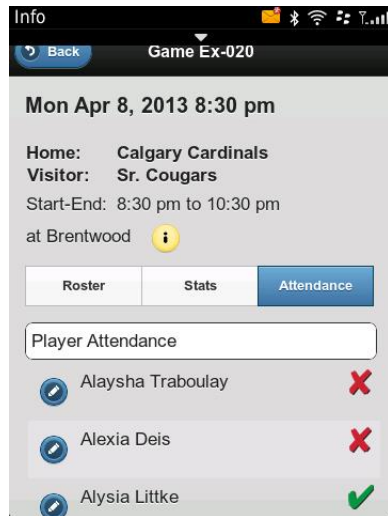 Info
Back
Game Ex-020
Mon Apr 8, 2013 8:30 pm
Home: Calgary Cardinals
Visitor: Sr. Cougars
Start-End: 8:30 pm to 10:30 pm
at Brentwood
Roster Stats Attendance
Player Attendance
Alaysha Traboulay
Alexia Deis
Alysia Littke